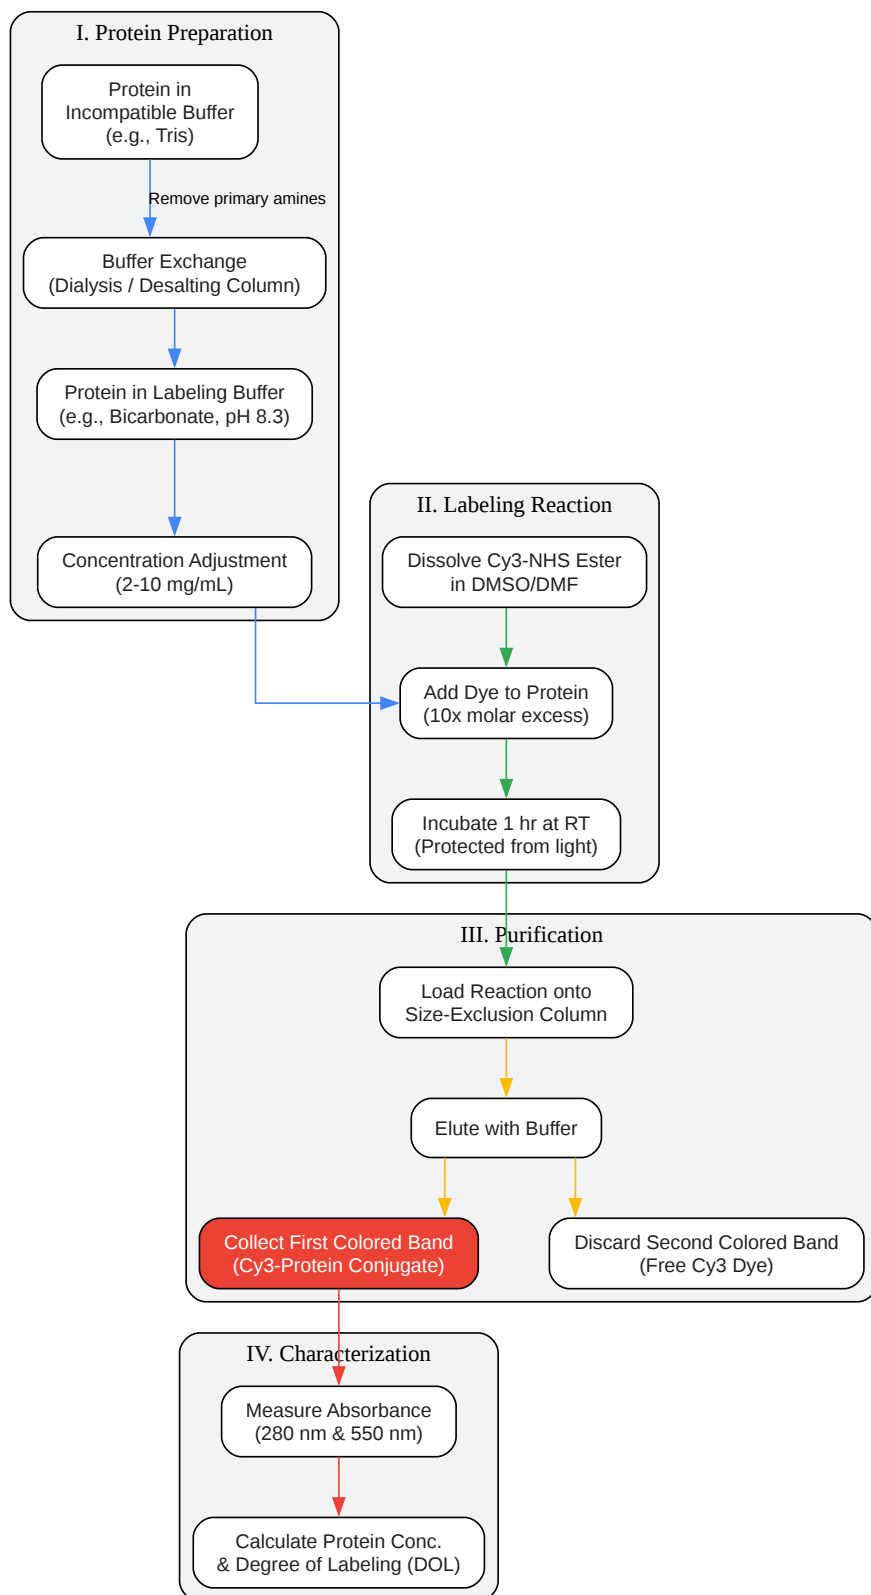 I. Protein Preparation
Protein in
Incompatible Buffer
(e.g., Tris)
Remove primary amines
Buffer Exchange
(Dialysis / Desalting Column)
Protein in Labeling Buffer
(e.g., Bicarbonate, pH 8.3)
Concentration Adjustment
(2-10 mg/mL)
II. Labeling Reaction
Dissolve Cy3-NHS Ester
in DMSO/DMF
Add Dye to Protein
(10x molar excess)
Incubate 1 hr at RT
(Protected from light)
III. Purification
Load Reaction onto
Size-Exclusion Column
Elute with Buffer
Collect First Colored Band
(Cy3-Protein Conjugate)
Discard Second Colored Band
(Free Cy3 Dye)
IV. Characterization
Measure Absorbance
(280 nm & 550 nm)
Calculate Protein Conc.
& Degree of Labeling (DOL)